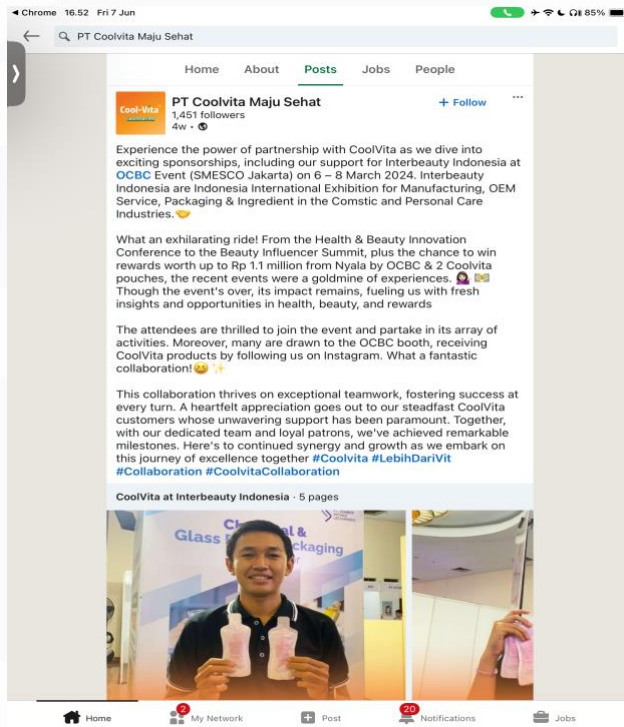 Chrome 16.52 Fri 7 Jun 85%
PT Coolvita Maju Sehat
Home About Posts Jobs People
Cool-Vita
PT Coolvita Maju Sehat
+ Follow
1,451 followers
4w •
Experience the power of partnership with CoolVita as we dive into
exciting sponsorships, including our support for Interbeauty Indonesia at
OCBC Event (SMESCO Jakarta) on 6 – 8 March 2024. Interbeauty
Indonesia are Indonesia International Exhibition for Manufacturing, OEM
Service, Packaging & Ingredient in the Comstic and Personal Care
Industries.🤝
What an exhilarating ride! From the Health & Beauty Innovation
Conference to the Beauty Influencer Summit, plus the chance to win
rewards worth up to Rp 1.1 million from Nyala by OCBC & 2 Coolvita
pouches, the recent events were a goldmine of experiences. 💁🏻‍♀️ 🎫
Though the event's over, its impact remains, fueling us with fresh
insights and opportunities in health, beauty, and rewards
The attendees are thrilled to join the event and partake in its array of
activities. Moreover, many are drawn to the OCBC booth, receiving
CoolVita products by following us on Instagram. What a fantastic
collaboration!😄✨
This collaboration thrives on exceptional teamwork, fostering success at
every turn. A heartfelt appreciation goes out to our steadfast CoolVita
customers whose unwavering support has been paramount. Together,
with our dedicated team and loyal patrons, we've achieved remarkable
milestones. Here's to continued synergy and growth as we embark on
this journey of excellence together #Coolvita #LebihDariVit
#Collaboration #CoolvitaCollaboration
CoolVita at Interbeauty Indonesia · 5 pages
Glass
2
20
Home My Network Post Notifications Jobs